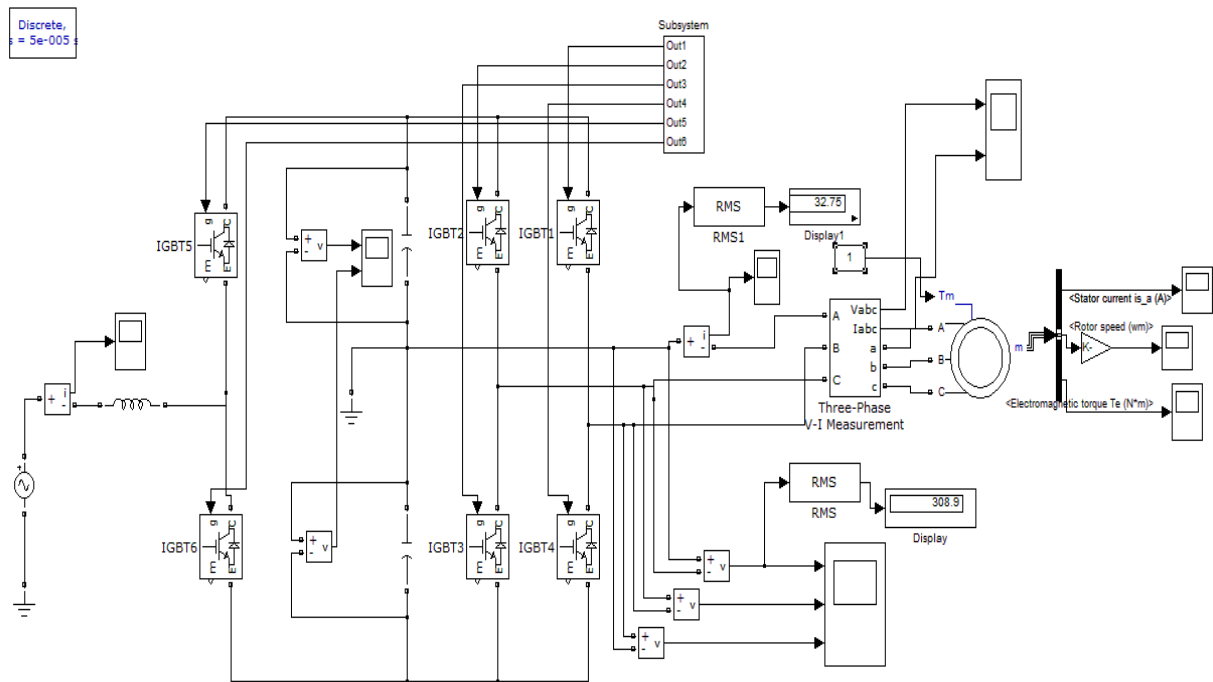 Discrete,
s = 5e-005 s
Subsystem
Out1
Out2
Out3
Out4
Out5
Out6
g C
E E
IGBT5
g C
E E
IGBT2
g C
E E
IGBT1
+ v
-
RMS
RMS1
32.75
Display1
1
Tm
Vabc
Iabc
A
a
B
b
C
c
Three-Phase
V-I Measurement
A
B
C
m
<Stator current is_a (A)>
<Rotor speed (wm)>
K-
<Electromagnetic torque Te (N*m)>
+ i
-
+ i
-
+
g C
E E
IGBT6
+ v
-
g C
E E
IGBT3
g C
E E
IGBT4
RMS
RMS
308.9
Display
+ v
-
+ v
-
+ v
-